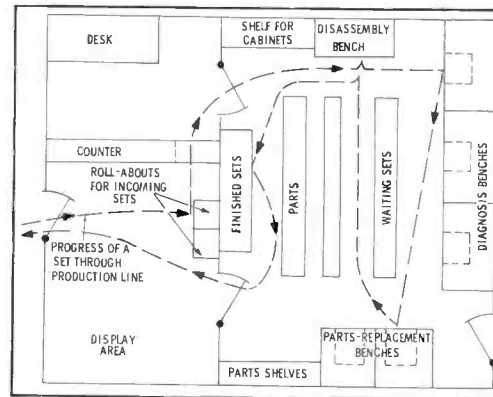 DESK
SHELF FOR
CABINETS
DISASSEMBLY
BENCH
COUNTER
ROLL-ABOUTS
FOR INCOMING
SETS
FINISHED SETS
PARTS
WAITING SETS
DIAGNOSIS BENCHES
PROGRESS OF A
SET THROUGH
PRODUCTION LINE
DISPLAY
AREA
PARTS-REPLACEMENT
BENCHES
PARTS SHELVES